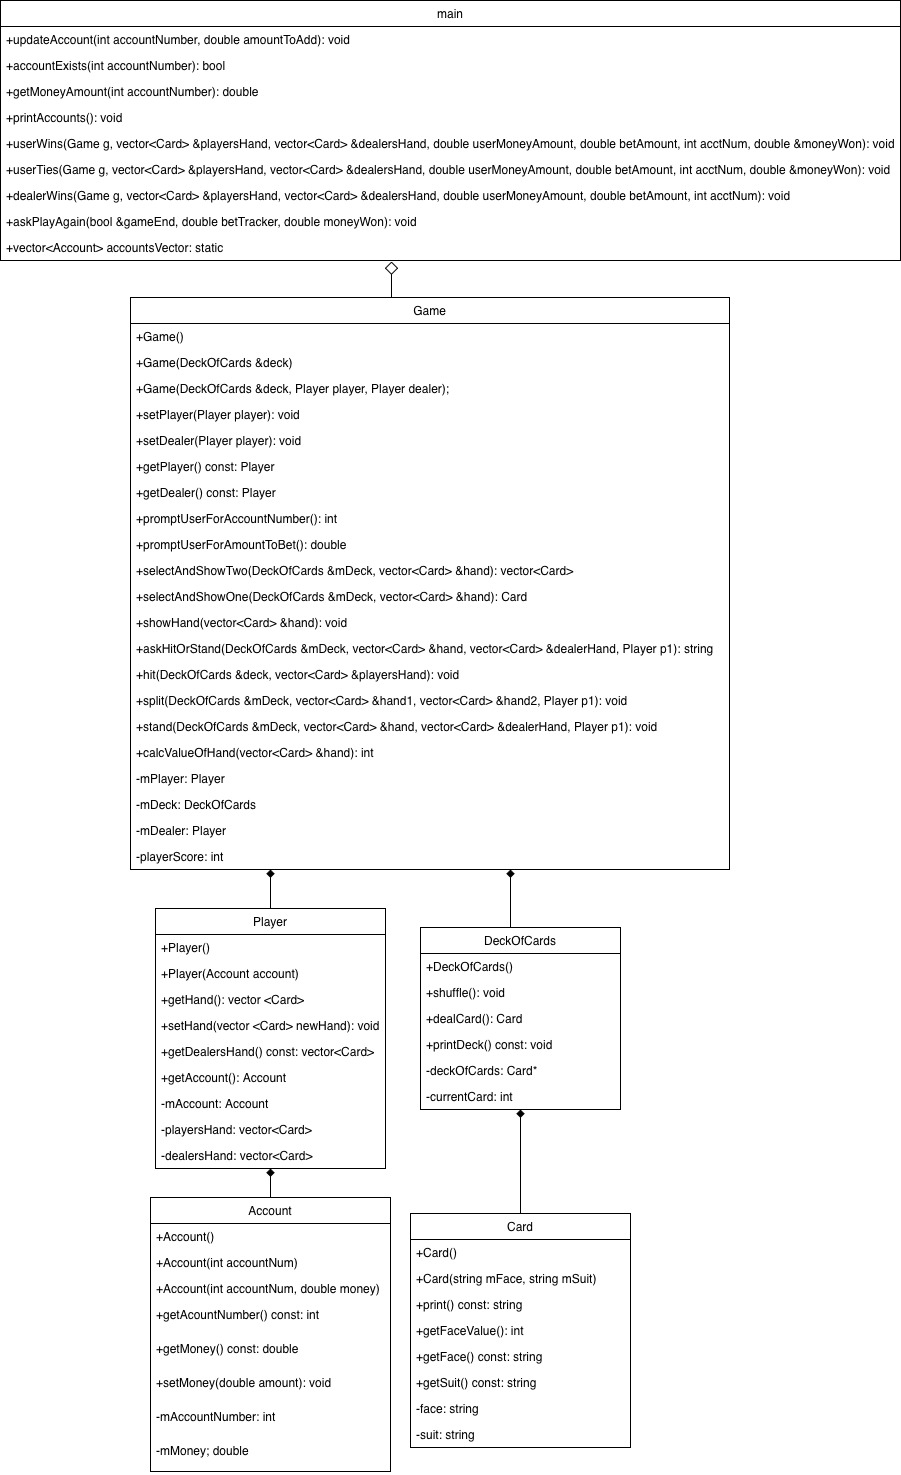 main
+updateAccount(int accountNumber, double amountToAdd): void
+accountExists(int accountNumber): bool
+getMoneyAmount(int accountNumber): double
+printAccounts(): void
+userWins(Game g, vector<Card> &playersHand, vector<Card> &dealersHand, double userMoneyAmount, double betAmount, int acctNum, double &moneyWon): void
+userTies(Game g, vector<Card> &playersHand, vector<Card> &dealersHand, double userMoneyAmount, double betAmount, int acctNum, double &moneyWon): void
+dealerWins(Game g, vector<Card> &playersHand, vector<Card> &dealersHand, double userMoneyAmount, double betAmount, int acctNum): void
+askPlayAgain(bool &gameEnd, double betTracker, double moneyWon): void
+vector<Account> accountsVector: static
Game
+Game()
+Game(DeckOfCards &deck)
+Game(DeckOfCards &deck, Player player, Player dealer);
+setPlayer(Player player): void
+setDealer(Player player): void
+getPlayer() const: Player
+getDealer() const: Player
+promptUserForAccountNumber(): int
+promptUserForAmountToBet(): double
+selectAndShowTwo(DeckOfCards &mDeck, vector<Card> &hand): vector<Card>
+selectAndShowOne(DeckOfCards &mDeck, vector<Card> &hand): Card
+showHand(vector<Card> &hand): void
+askHitOrStand(DeckOfCards &mDeck, vector<Card> &hand, vector<Card> &dealerHand, Player p1): string
+hit(DeckOfCards &deck, vector<Card> &playersHand): void
+split(DeckOfCards &mDeck, vector<Card> &hand1, vector<Card> &hand2, Player p1): void
+stand(DeckOfCards &mDeck, vector<Card> &hand, vector<Card> &dealerHand, Player p1): void
+calcValueOfHand(vector<Card> &hand): int
-mPlayer: Player
-mDeck: DeckOfCards
-mDealer: Player
-playerScore: int
Player
+Player()
+Player(Account account)
+getHand(): vector <Card>
+setHand(vector <Card> newHand): void
+getDealersHand() const: vector<Card>
+getAccount(): Account
-mAccount: Account
-playersHand: vector<Card>
-dealersHand: vector<Card>
DeckOfCards
+DeckOfCards()
+shuffle(): void
+dealCard(): Card
+printDeck() const: void
-deckOfCards: Card*
-currentCard: int
Account
+Account()
+Account(int accountNum)
+Account(int accountNum, double money)
+getAcountNumber() const: int
+getMoney() const: double
+setMoney(double amount): void
-mAccountNumber: int
-mMoney; double
Card
+Card()
+Card(string mFace, string mSuit)
+print() const: string
+getFaceValue(): int
+getFace() const: string
+getSuit() const: string
-face: string
-suit: string